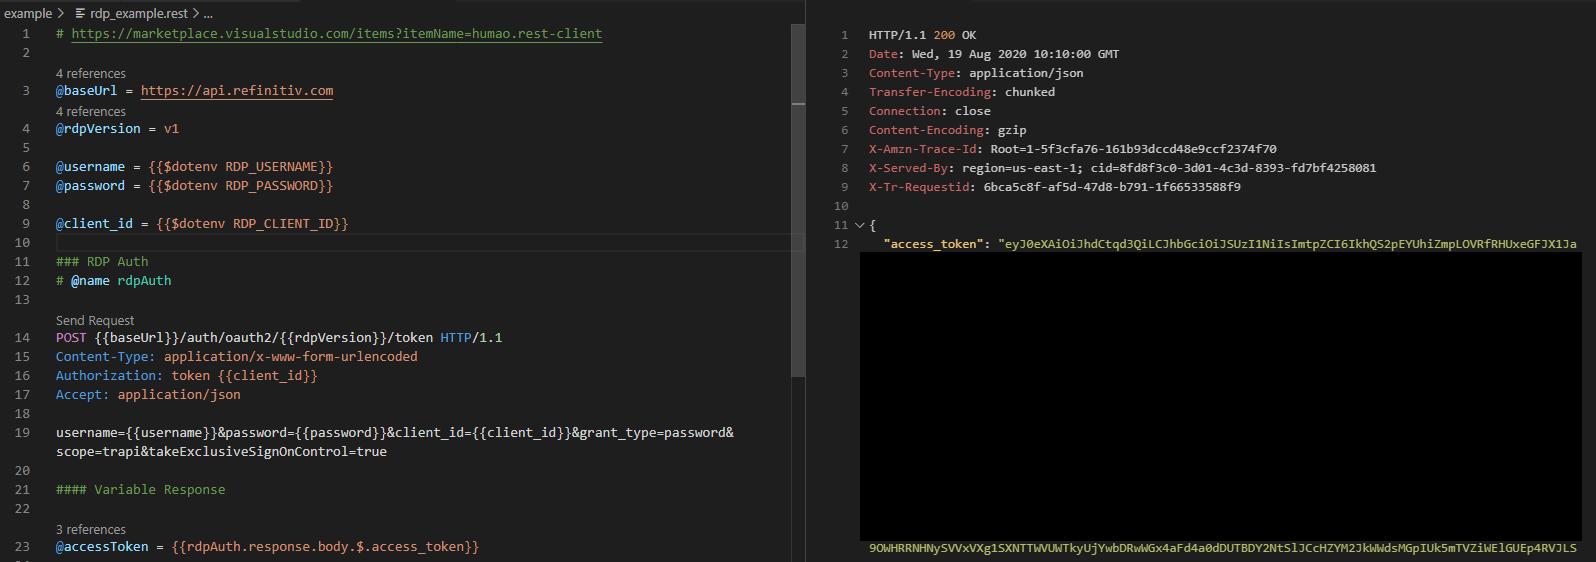 example > rdp_example.rest > ...
1 # https://marketplace.visualstudio.com/items?itemName=humao.rest-client
2
4 references
3 @baseUrl = https://api.refinitiv.com
4 references
4 @rdpVersion = v1
5
6 @username = {{$dotenv RDP_USERNAME}}
7 @password = {{$dotenv RDP_PASSWORD}}
8
9 @client_id = {{$dotenv RDP_CLIENT_ID}}
10
11 ### RDP Auth
12 # @name rdpAuth
13
Send Request
14 POST {{baseUrl}}/auth/oauth2/{{rdpVersion}}/token HTTP/1.1
15 Content-Type: application/x-www-form-urlencoded
16 Authorization: token {{client_id}}
17 Accept: application/json
18
19 username={{username}}&password={{password}}&client_id={{client_id}}&grant_type=password&
scope=trapi&takeExclusiveSignOnControl=true
20
21 #### Variable Response
22
3 references
23 @accessToken = {{rdpAuth.response.body.$.access_token}}
1 HTTP/1.1 200 OK
2 Date: Wed, 19 Aug 2020 10:10:00 GMT
3 Content-Type: application/json
4 Transfer-Encoding: chunked
5 Connection: close
6 Content-Encoding: gzip
7 X-Amzn-Trace-Id: Root=1-5f3cfa76-161b93dccd48e9ccf2374f70
8 X-Served-By: region=us-east-1; cid=8fd8f3c0-3d01-4c3d-8393-fd7bf4258081
9 X-Tr-Requestid: 6bca5c8f-af5d-47d8-b791-1f66533588f9
10
11 {
12 "access_token": "eyJ0eXAiOiJhdCtqd3QiLCJhbGciOiJSUzI1NiIsImtpZCI6IkhQS2pEYUhiZmpLOVRfRHUxeGFJX1Ja
9OWHRRNHNySVVxVXg1SXNTTWVUWTkyUjYwbDRwWGx4aFd4a0dDUTBDY2NtSlJCcHZYM2JkWWdsMGpIUk5mTVZiWElGUEp4RVJLS